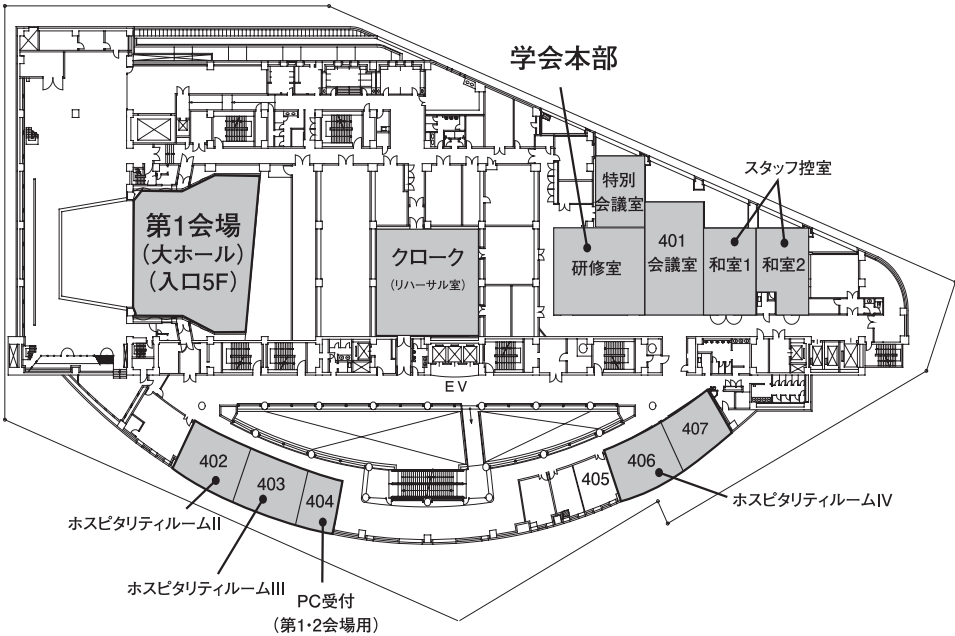 学会本部
スタッフ控室
特別
会議室
401
会議室
研修室
和室1
和室2
第1会場
(大ホール)
(入口5F)
クローク
(リハーサル室)
EV
402
403
404
405
406
407
ホスピタリティルームII
ホスピタリティルームIII
PC受付
(第1・2会場用)
ホスピタリティルームIV